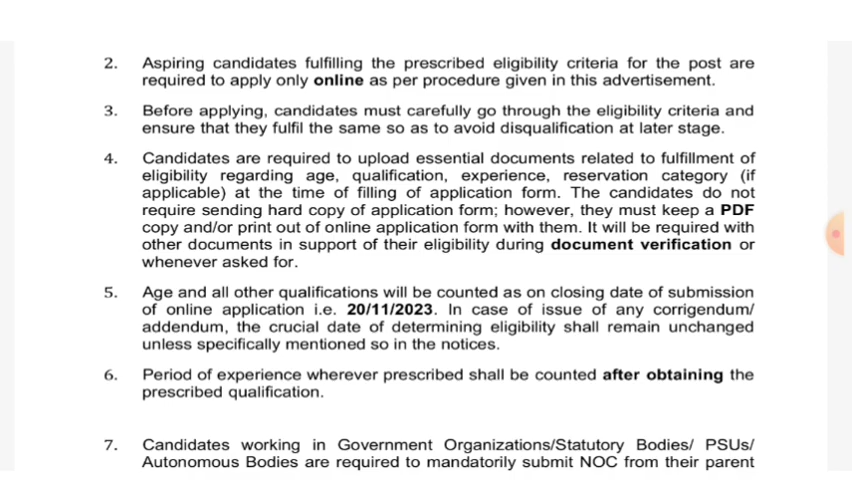 2. Aspiring candidates fulfilling the prescribed eligibility criteria for the post are
required to apply only online as per procedure given in this advertisement.
3. Before applying, candidates must carefully go through the eligibility criteria and
ensure that they fulfil the same so as to avoid disqualification at later stage.
4. Candidates are required to upload essential documents related to fulfillment of
eligibility regarding age, qualification, experience, reservation category (if
applicable) at the time of filling of application form. The candidates do not
require sending hard copy of application form; however, they must keep a PDF
copy and/or print out of online application form with them. It will be required with
other documents in support of their eligibility during document verification or
whenever asked for.
5. Age and all other qualifications will be counted as on closing date of submission
of online application i.e. 20/11/2023. In case of issue of any corrigendum/
addendum, the crucial date of determining eligibility shall remain unchanged
unless specifically mentioned so in the notices.
6. Period of experience wherever prescribed shall be counted after obtaining the
prescribed qualification.
7. Candidates working in Government Organizations/Statutory Bodies/ PSUs/
Autonomous Bodies are required to mandatorily submit NOC from their parent